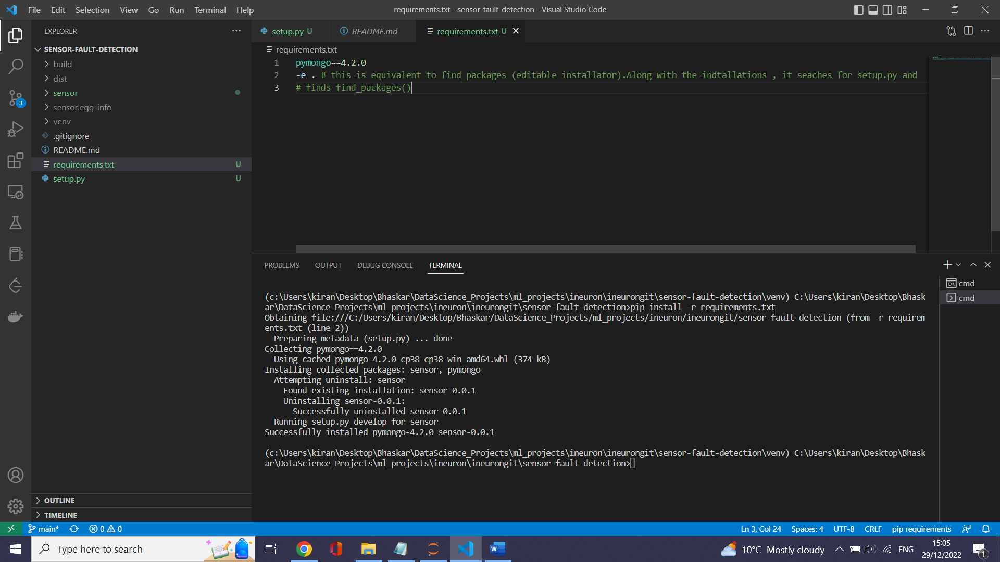 File Edit Selection View Go Run Terminal Help
requirements.txt - sensor-fault-detection - Visual Studio Code
EXPLORER
SENSOR-FAULT-DETECTION
build
dist
sensor
sensor.egg-info
venv
.gitignore
README.md
requirements.txt U
setup.py U
3
OUTLINE
TIMELINE
setup.py U README.md requirements.txt U
requirements.txt
1 pymongo==4.2.0
2 -e . # this is equivalent to find_packages (editable installator).Along with the indtallations , it seaches for setup.py and
3 # finds find_packages()
PROBLEMS OUTPUT DEBUG CONSOLE TERMINAL
cmd
cmd
(c:\Users\kiran\Desktop\Bhaskar\DataScience_Projects\ml_projects\ineuron\ineurongit\sensor-fault-detection\venv) C:\Users\kiran\Desktop\Bhask
ar\DataScience_Projects\ml_projects\ineuron\ineurongit\sensor-fault-detection>pip install -r requirements.txt
Obtaining file:///C:/Users/kiran/Desktop/Bhaskar/DataScience_Projects/ml_projects/ineuron/ineurongit/sensor-fault-detection (from -r requirem
ents.txt (line 2))
Preparing metadata (setup.py) ... done
Collecting pymongo==4.2.0
Using cached pymongo-4.2.0-cp38-cp38-win_amd64.whl (374 kB)
Installing collected packages: sensor, pymongo
Attempting uninstall: sensor
Found existing installation: sensor 0.0.1
Uninstalling sensor-0.0.1:
Successfully uninstalled sensor-0.0.1
Running setup.py develop for sensor
Successfully installed pymongo-4.2.0 sensor-0.0.1
(c:\Users\kiran\Desktop\Bhaskar\DataScience_Projects\ml_projects\ineuron\ineurongit\sensor-fault-detection\venv) C:\Users\kiran\Desktop\Bhask
ar\DataScience_Projects\ml_projects\ineuron\ineurongit\sensor-fault-detection>
main* 0 0 Ln 3, Col 24 Spaces: 4 UTF-8 CRLF pip requirements
Type here to search
10°C Mostly cloudy ENG
15:05
29/12/2022
1